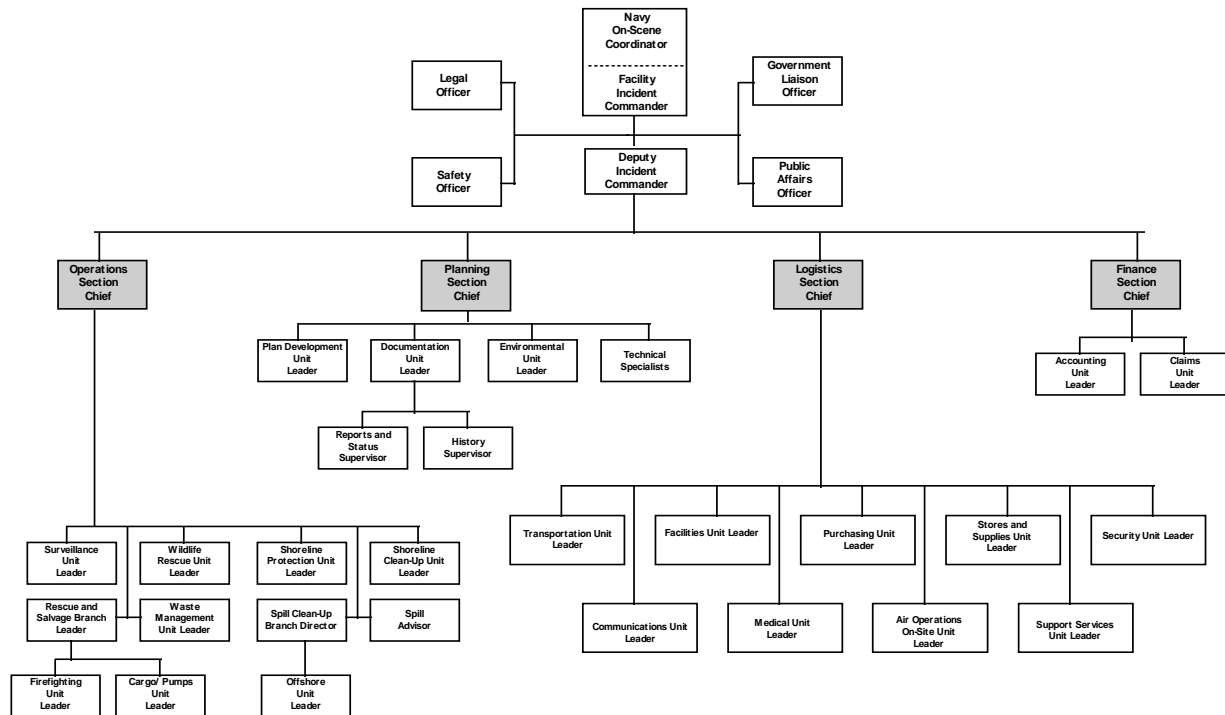 Navy
On-Scene
Coordinator
Facility
Incident
Commander
Legal
Officer
Government
Liaison
Officer
Safety
Officer
Deputy
Incident
Commander
Public
Affairs
Officer
Operations
Section
Chief
Planning
Section
Chief
Logistics
Section
Chief
Finance
Section
Chief
Plan Development
Unit
Leader
Documentation
Unit
Leader
Environmental
Unit
Leader
Technical
Specialists
Accounting
Unit
Leader
Claims
Unit
Leader
Reports and
Status
Supervisor
History
Supervisor
Transportation Unit
Leader
Facilities Unit Leader
Purchasing Unit
Leader
Stores and
Supplies Unit
Leader
Security Unit Leader
Surveillance
Unit
Leader
Wildlife
Rescue Unit
Leader
Shoreline
Protection Unit
Leader
Shoreline
Clean-Up Unit
Leader
Rescue and
Salvage Branch
Leader
Waste
Management
Unit Leader
Spill Clean-Up
Branch Director
Spill
Advisor
Communications Unit
Leader
Medical Unit
Leader
Air Operations
On-Site Unit
Leader
Support Services
Unit Leader
Firefighting
Unit
Leader
Cargo/ Pumps
Unit
Leader
Offshore
Unit
Leader